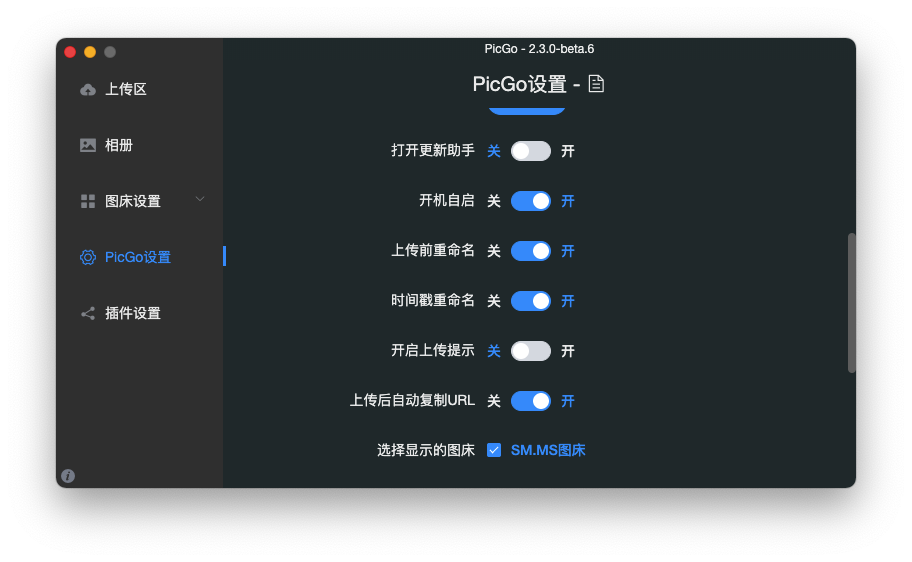 PicGo - 2.3.0-beta.6
上传区
相册
图床设置
PicGo设置
插件设置
PicGo设置 -
打开更新助手 关 开
开机自启 关 开
上传前重命名 关 开
时间戳重命名 关 开
开启上传提示 关 开
上传后自动复制URL 关 开
选择显示的图床 SM.MS图床